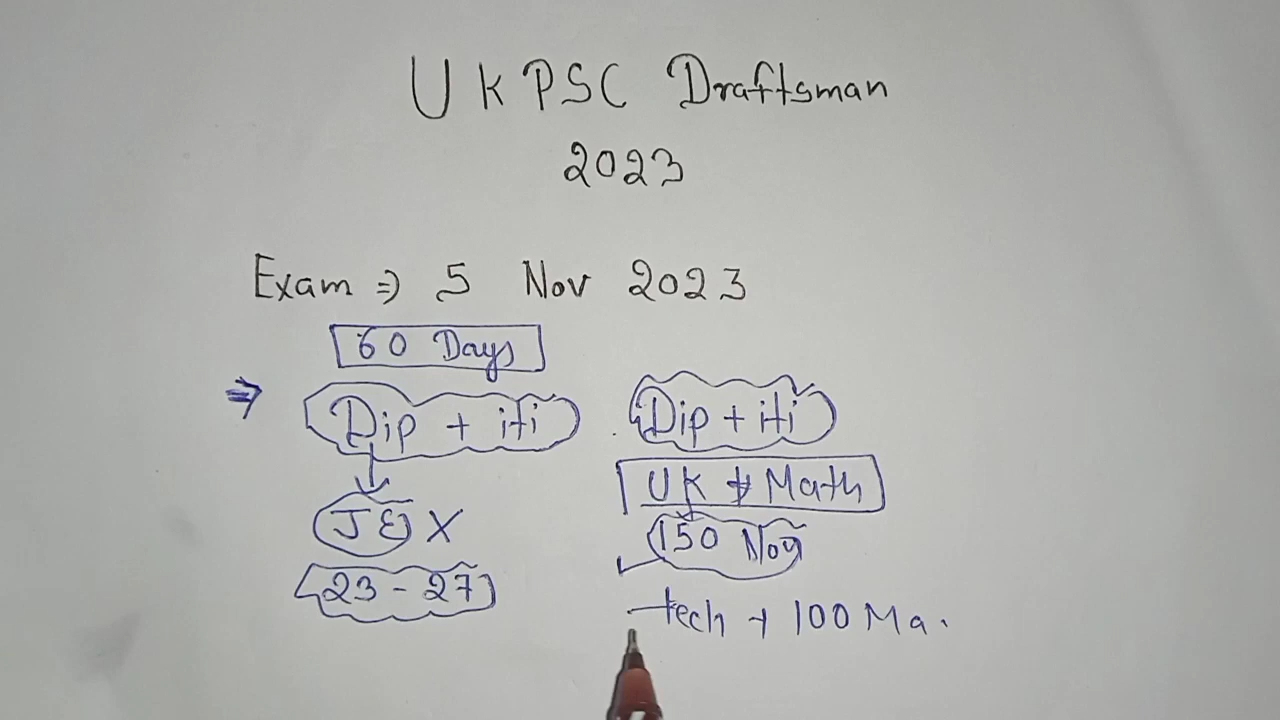 UKPSC Draftsman
2023
Exam ⇒ 5 Nov 2023
60 Days
⇒ Dip + iti
JE X
23 - 27
Dip + iti
UK + Math
150
tech + 100 Ma.